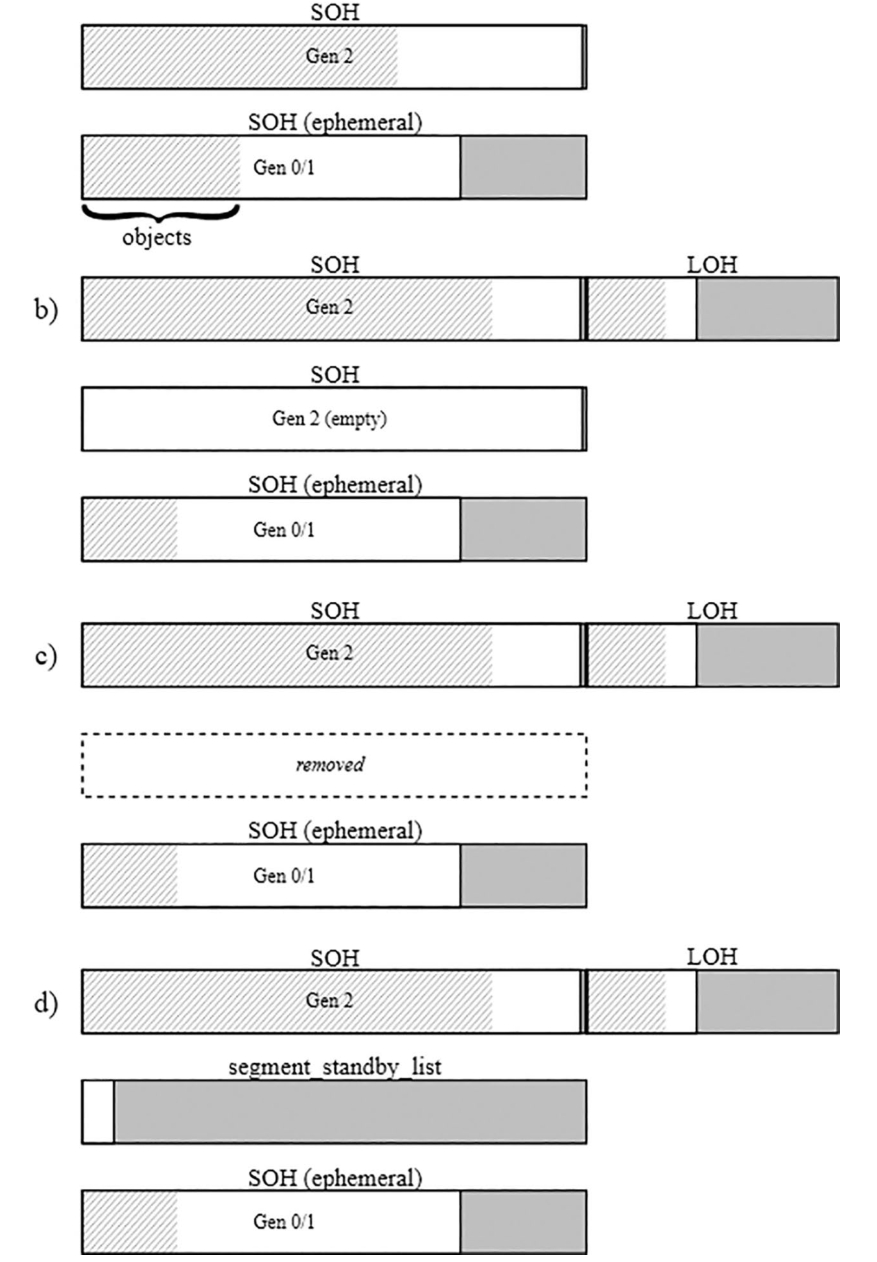 SOH
Gen 2
SOH (ephemeral)
Gen 0/1
objects
SOH LOH
b) Gen 2
SOH
Gen 2 (empty)
SOH (ephemeral)
Gen 0/1
SOH LOH
c) Gen 2
removed
SOH (ephemeral)
Gen 0/1
SOH LOH
d) Gen 2
segment_standby_list
SOH (ephemeral)
Gen 0/1